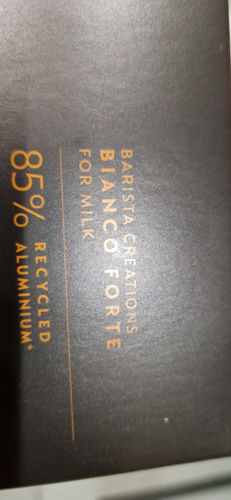 BARISTA CREATIONS
BIANCO FORTE
FOR MILK
85% RECYCLED
ALUMINIUM*